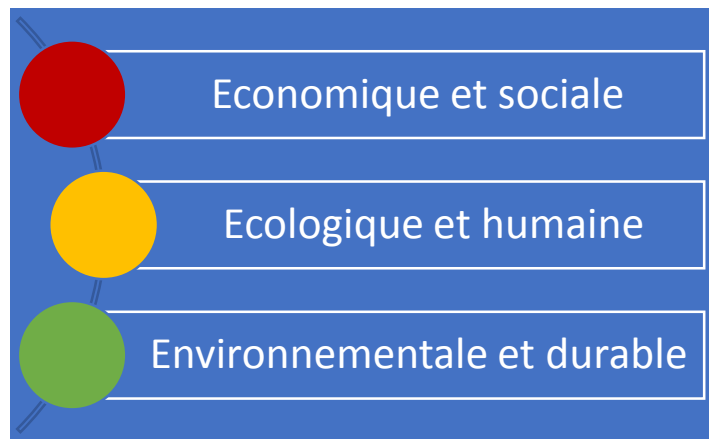 Economique et sociale
Ecologique et humaine
Environnementale et durable